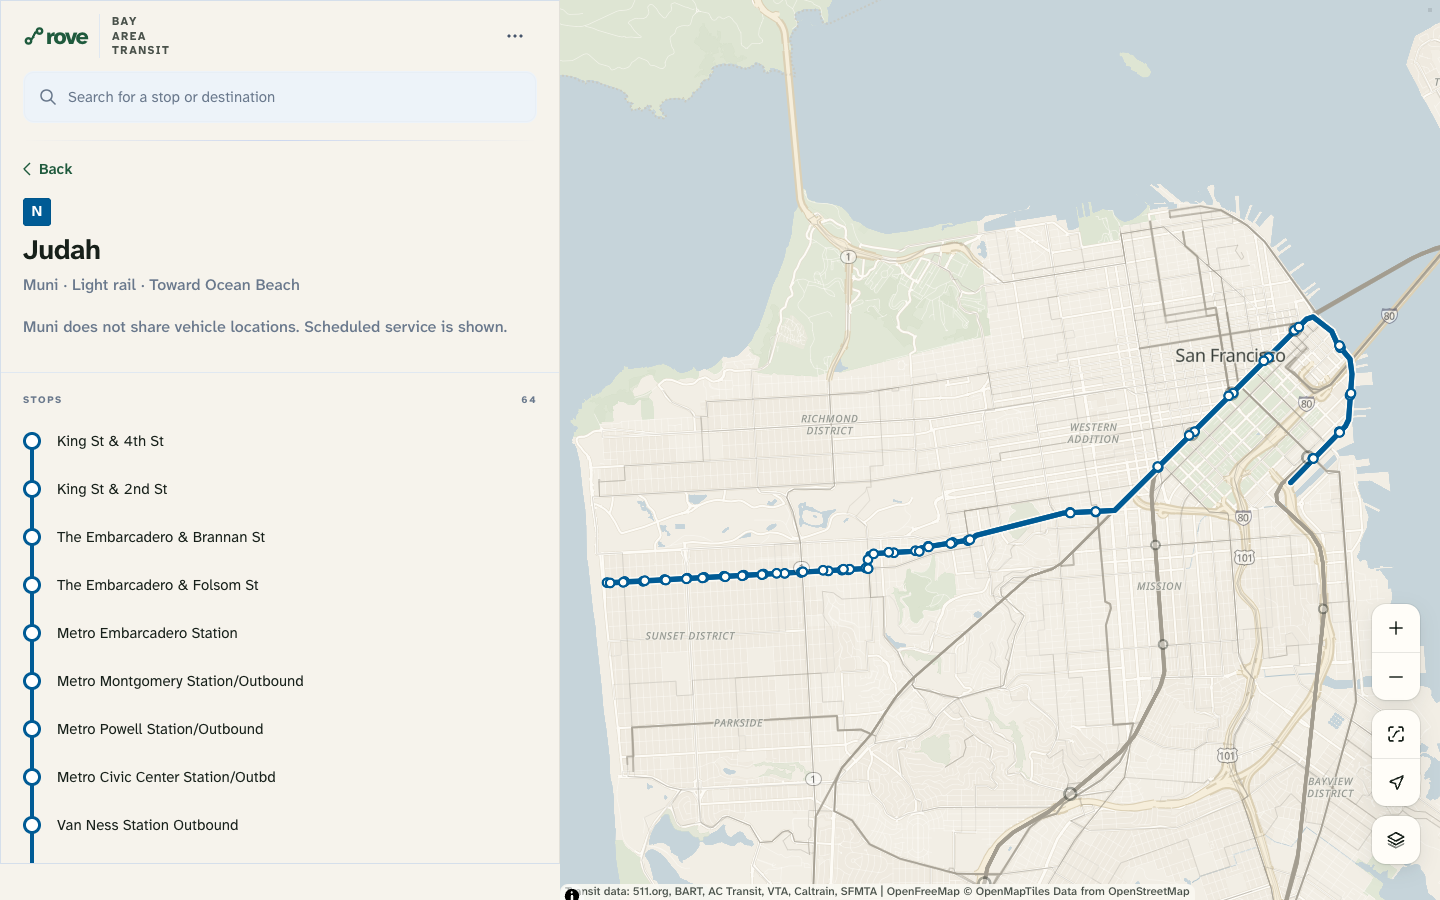 rove
BAY
AREA
TRANSIT
Search for a stop or destination
Back
N
Judah
Muni · Light rail · Toward Ocean Beach
Muni does not share vehicle locations. Scheduled service is shown.
STOPS
64
King St & 4th St
King St & 2nd St
The Embarcadero & Brannan St
The Embarcadero & Folsom St
Metro Embarcadero Station
Metro Montgomery Station/Outbound
Metro Powell Station/Outbound
Metro Civic Center Station/Outbd
Van Ness Station Outbound
1
80
San Francisco
80
RICHMOND
DISTRICT
WESTERN
ADDITION
80
101
MISSION
SUNSET DISTRICT
PARKSIDE
101
1
BAYVIEW
DISTRICT
nsit data: 511.org, BART, AC Transit, VTA, Caltrain, SFMTA | OpenFreeMap © OpenMapTiles Data from OpenStreetMap